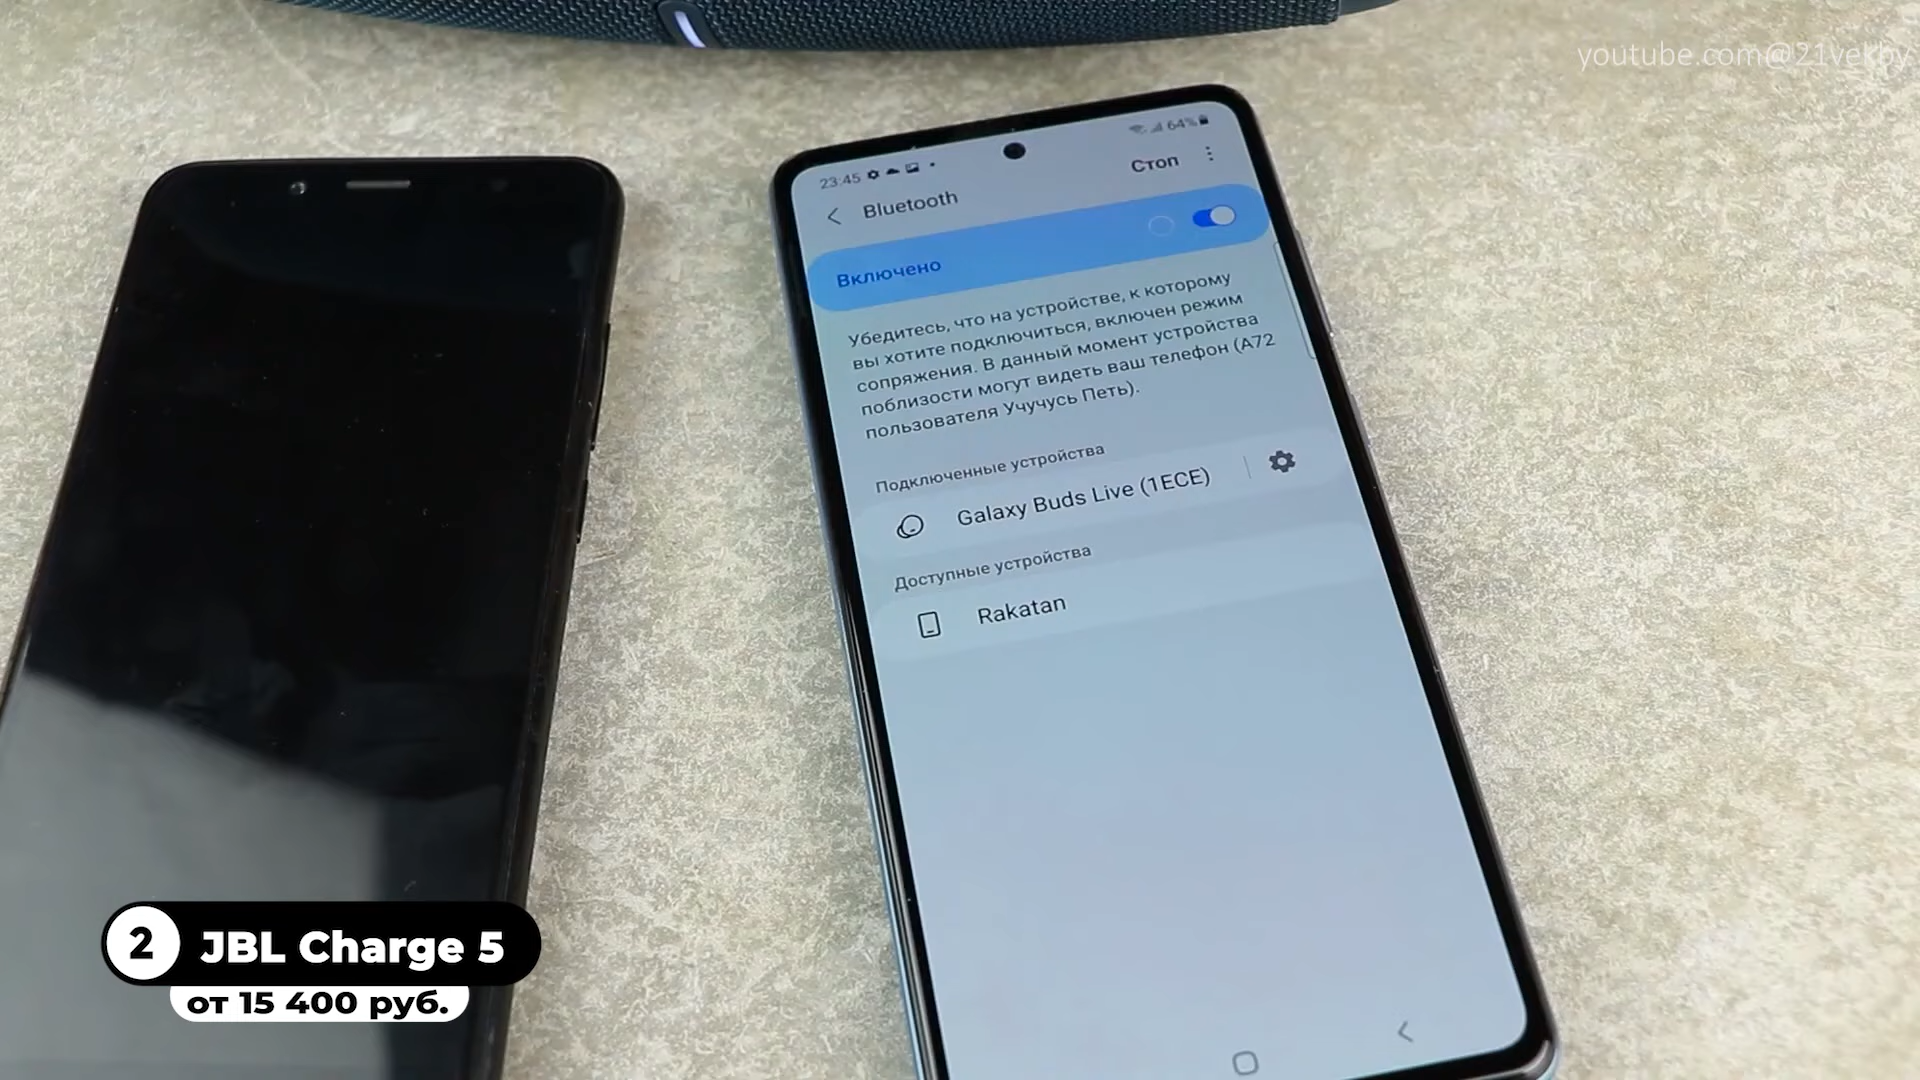 youtube.com@21vekby
23:45
64%
Стоп
Bluetooth
Включено
Убедитесь, что на устройстве, к которому
вы хотите подключиться, включен режим
сопряжения. В данный момент устройства
поблизости могут видеть ваш телефон (A72
пользователя Учучусь Петь).
Подключенные устройства
Galaxy Buds Live (1ECE)
Доступные устройства
Rakatan
2 JBL Charge 5
от 15 400 руб.